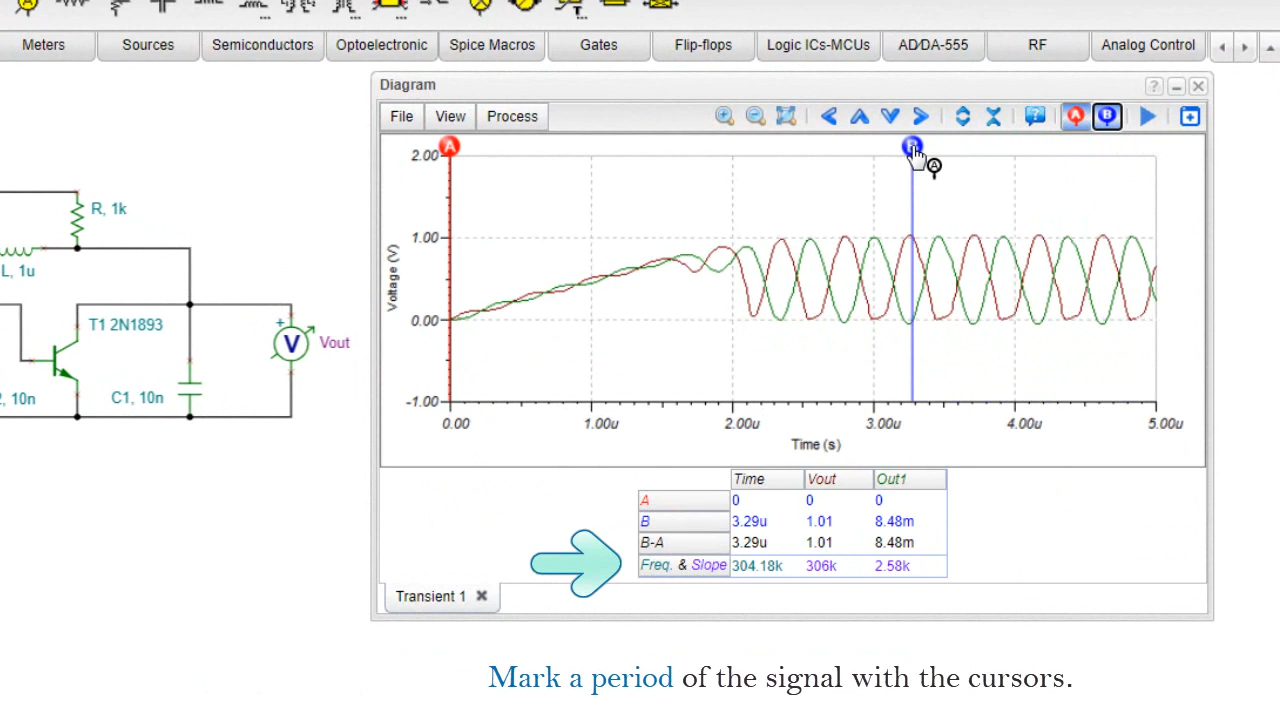 Meters Sources Semiconductors Optoelectronic Spice Macros Gates Flip-flops Logic ICs-MCUs AD/DA-555 RF Analog Control
Diagram
File View Process
A B
A
A
2.00
1.00
0.00
-1.00
Voltage (V)
0.00 1.00u 2.00u 3.00u 4.00u 5.00u
Time (s)
R, 1k
L, 1u
T1 2N1893
+
V
Vout
, 10n
C1, 10n
Time Vout Out1
A 0 0 0
B 3.29u 1.01 8.48m
B-A 3.29u 1.01 8.48m
Freq. & Slope 304.18k 306k 2.58k
Transient 1
Mark a period of the signal with the cursors.